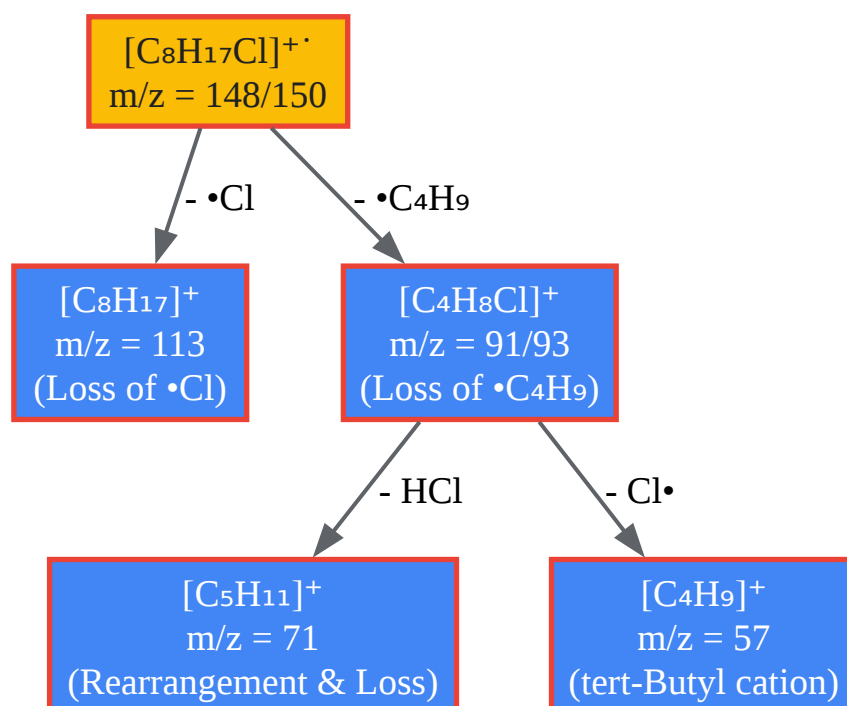 [C₈H₁₇Cl]⁺˙
m/z = 148/150
- •Cl
- •C₄H₉
[C₈H₁₇]⁺
m/z = 113
(Loss of •Cl)
[C₄H₈Cl]⁺
m/z = 91/93
(Loss of •C₄H₉)
- HCl
- Cl•
[C₅H₁₁]⁺
m/z = 71
(Rearrangement & Loss)
[C₄H₉]⁺
m/z = 57
(tert-Butyl cation)